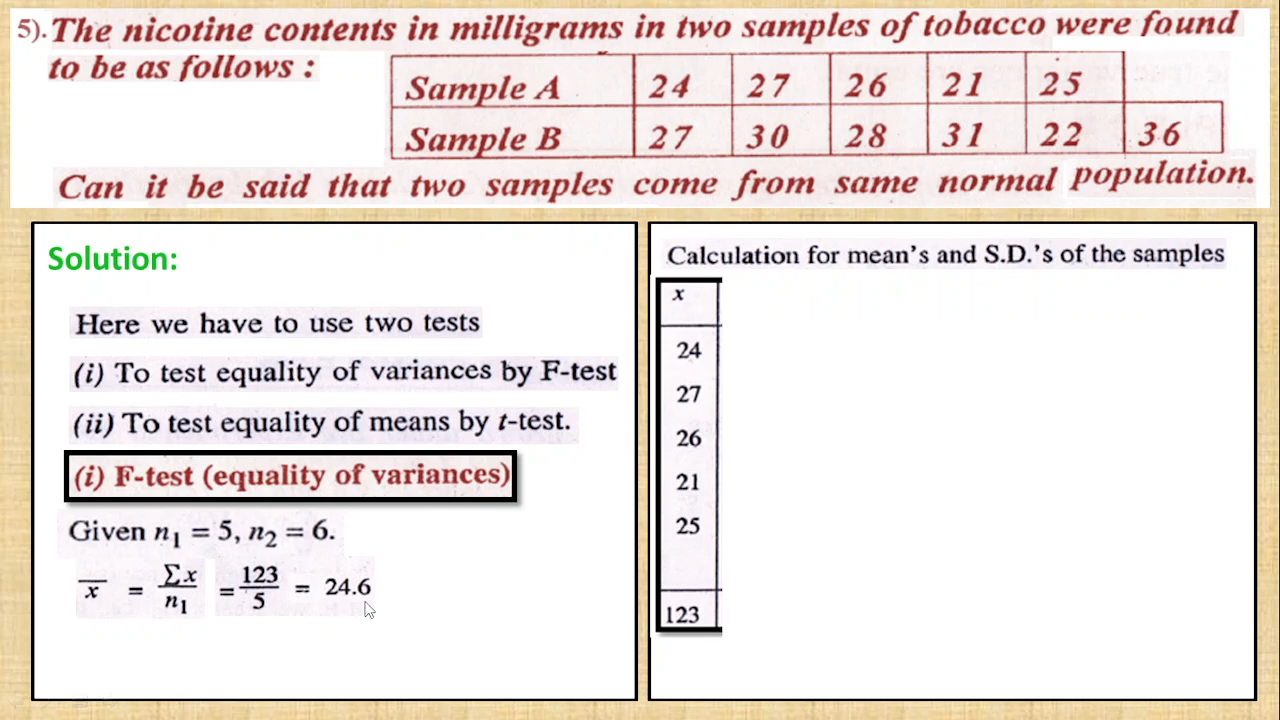 5). The nicotine contents in milligrams in two samples of tobacco were found
to be as follows :
Sample A 24 27 26 21 25
Sample B 27 30 28 31 22 36
Can it be said that two samples come from same normal population.
Solution:
Here we have to use two tests
(i) To test equality of variances by F-test
(ii) To test equality of means by t-test.
(i) F-test (equality of variances)
Given n₁ = 5, n₂ = 6.
x̅ = Σx/n₁ = 123/5 = 24.6
Calculation for mean's and S.D.'s of the samples
x
24
27
26
21
25
123